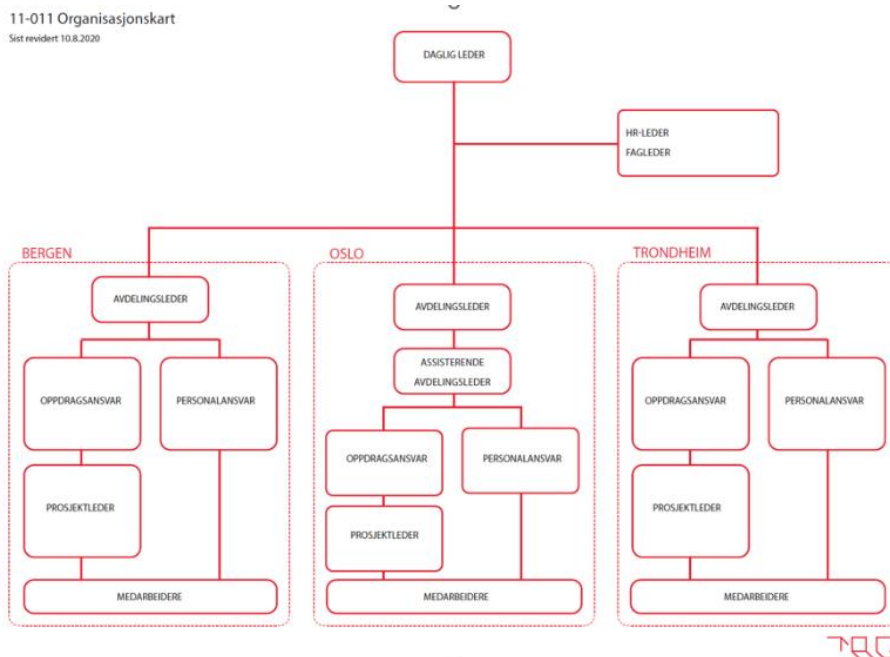 11-011 Organisasjonskart
Sist revidert 10.8.2020
DAGLIG LEDER
HR-LEDER
FAGLEDER
BERGEN
AVDELINGSLEDER
OPPDRAGSANSVAR
PERSONALANSVAR
PROSJEKTLEDER
MEDARBEIDERE
OSLO
AVDELINGSLEDER
ASSISTERENDE
AVDELINGSLEDER
OPPDRAGSANSVAR
PERSONALANSVAR
PROSJEKTLEDER
MEDARBEIDERE
TRONDHEIM
AVDELINGSLEDER
OPPDRAGSANSVAR
PERSONALANSVAR
PROSJEKTLEDER
MEDARBEIDERE